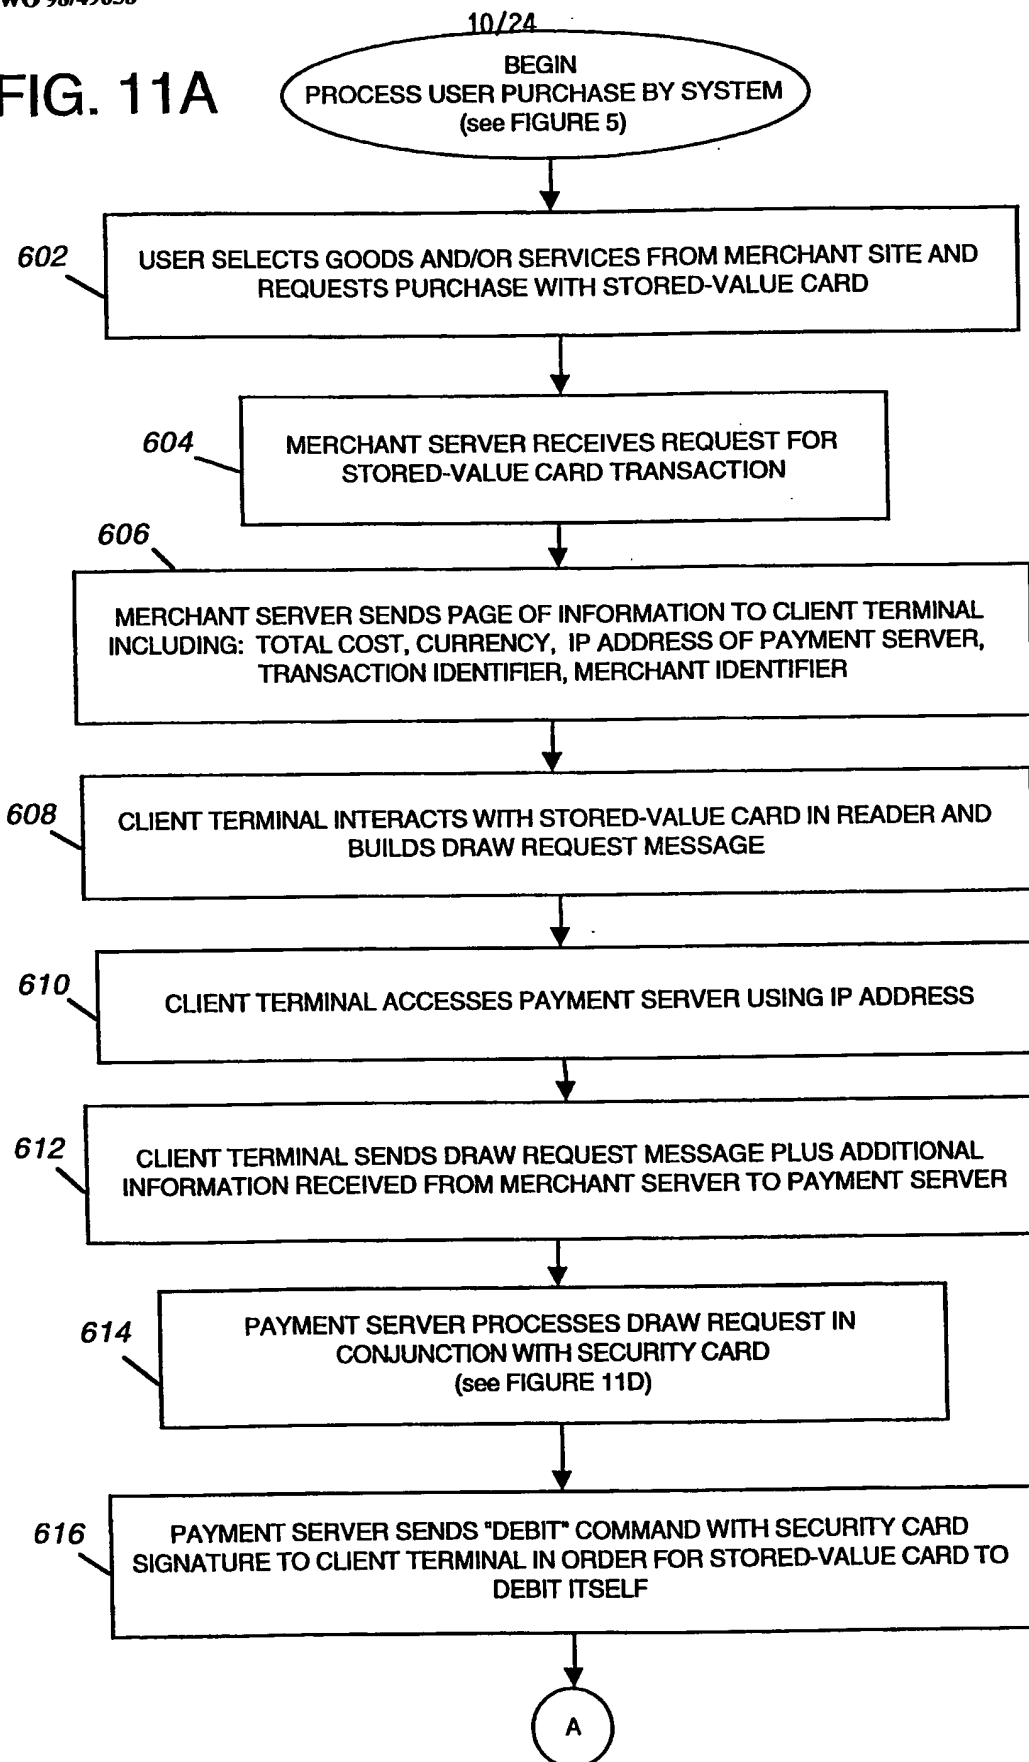 10/24
FIG. 11A
BEGIN
PROCESS USER PURCHASE BY SYSTEM
(see FIGURE 5)
602
USER SELECTS GOODS AND/OR SERVICES FROM MERCHANT SITE AND
REQUESTS PURCHASE WITH STORED-VALUE CARD
604
MERCHANT SERVER RECEIVES REQUEST FOR
STORED-VALUE CARD TRANSACTION
606
MERCHANT SERVER SENDS PAGE OF INFORMATION TO CLIENT TERMINAL
INCLUDING: TOTAL COST, CURRENCY, IP ADDRESS OF PAYMENT SERVER,
TRANSACTION IDENTIFIER, MERCHANT IDENTIFIER
608
CLIENT TERMINAL INTERACTS WITH STORED-VALUE CARD IN READER AND
BUILDS DRAW REQUEST MESSAGE
610
CLIENT TERMINAL ACCESSES PAYMENT SERVER USING IP ADDRESS
612
CLIENT TERMINAL SENDS DRAW REQUEST MESSAGE PLUS ADDITIONAL
INFORMATION RECEIVED FROM MERCHANT SERVER TO PAYMENT SERVER
614
PAYMENT SERVER PROCESSES DRAW REQUEST IN
CONJUNCTION WITH SECURITY CARD
(see FIGURE 11D)
616
PAYMENT SERVER SENDS "DEBIT" COMMAND WITH SECURITY CARD
SIGNATURE TO CLIENT TERMINAL IN ORDER FOR STORED-VALUE CARD TO
DEBIT ITSELF
A